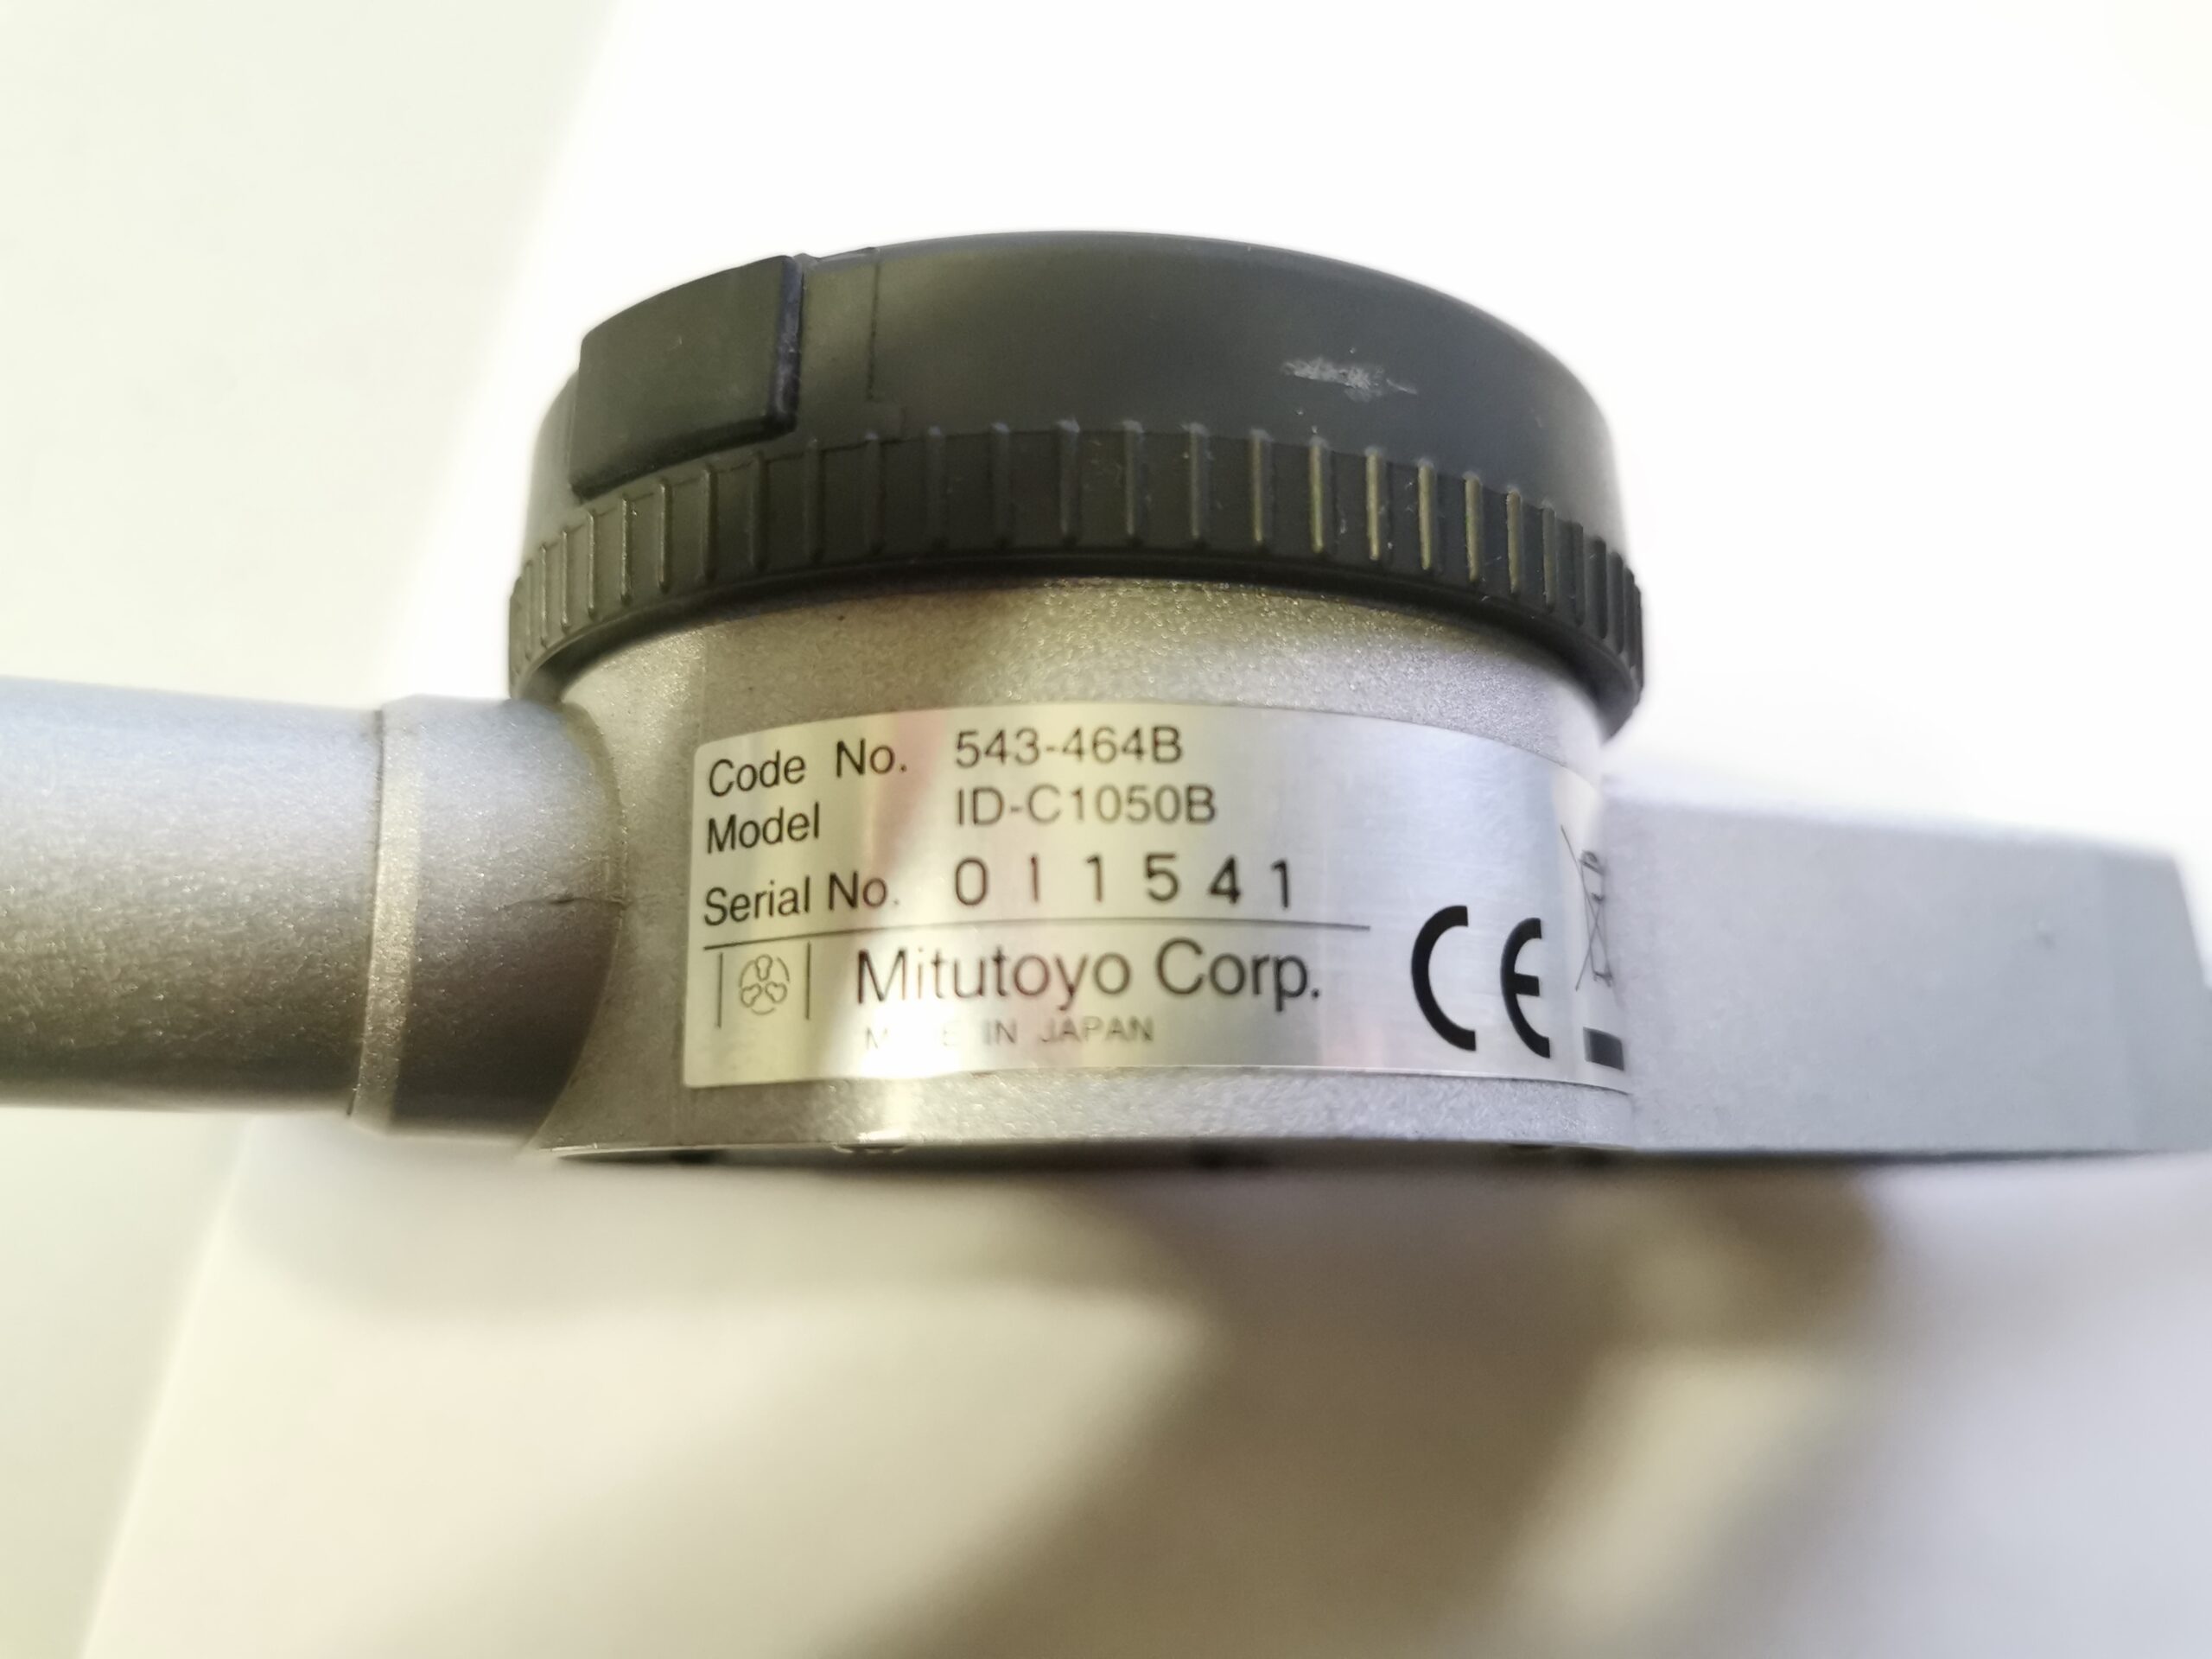 Code No. 543-464B
Model ID-C1050B
Serial No. 011541
Mitutoyo Corp.
IN JAPAN
CE